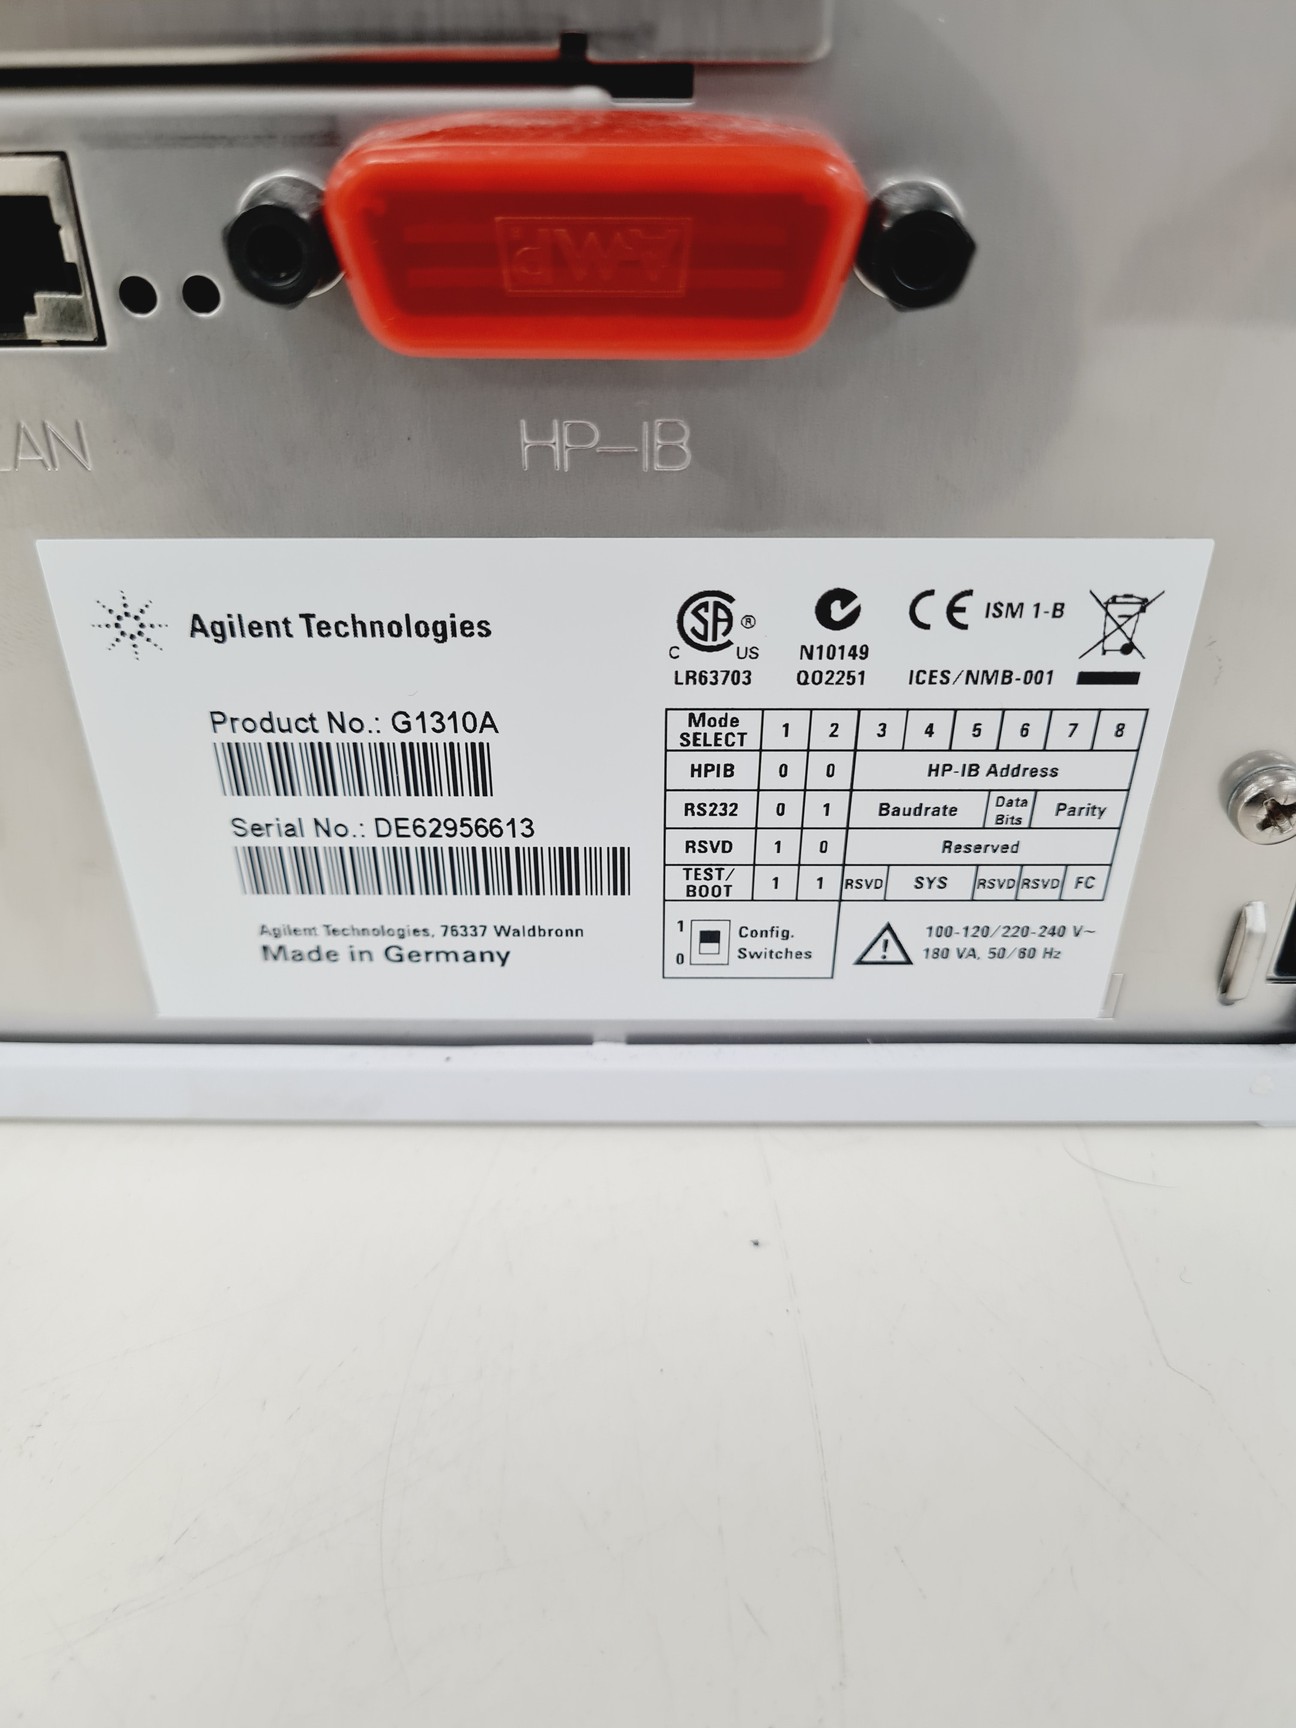 AMP
LAN
HP-IB
Agilent Technologies
Product No.: G1310A
Serial No.: DE62956613
Agilent Technologies, 76337 Waldbronn
Made in Germany
CSA ®
C US
LR63703
N10149
QO2251
CE ISM 1-B
ICES/NMB-001
Mode SELECT 1 2 3 4 5 6 7 8
HPIB 0 0 HP-IB Address
RS232 0 1 Baudrate Data Bits Parity
RSVD 1 0 Reserved
TEST/ BOOT 1 1 RSVD SYS RSVD RSVD FC
1 Config.
0 Switches
! 100-120/220-240 V~
180 VA, 50/60 Hz